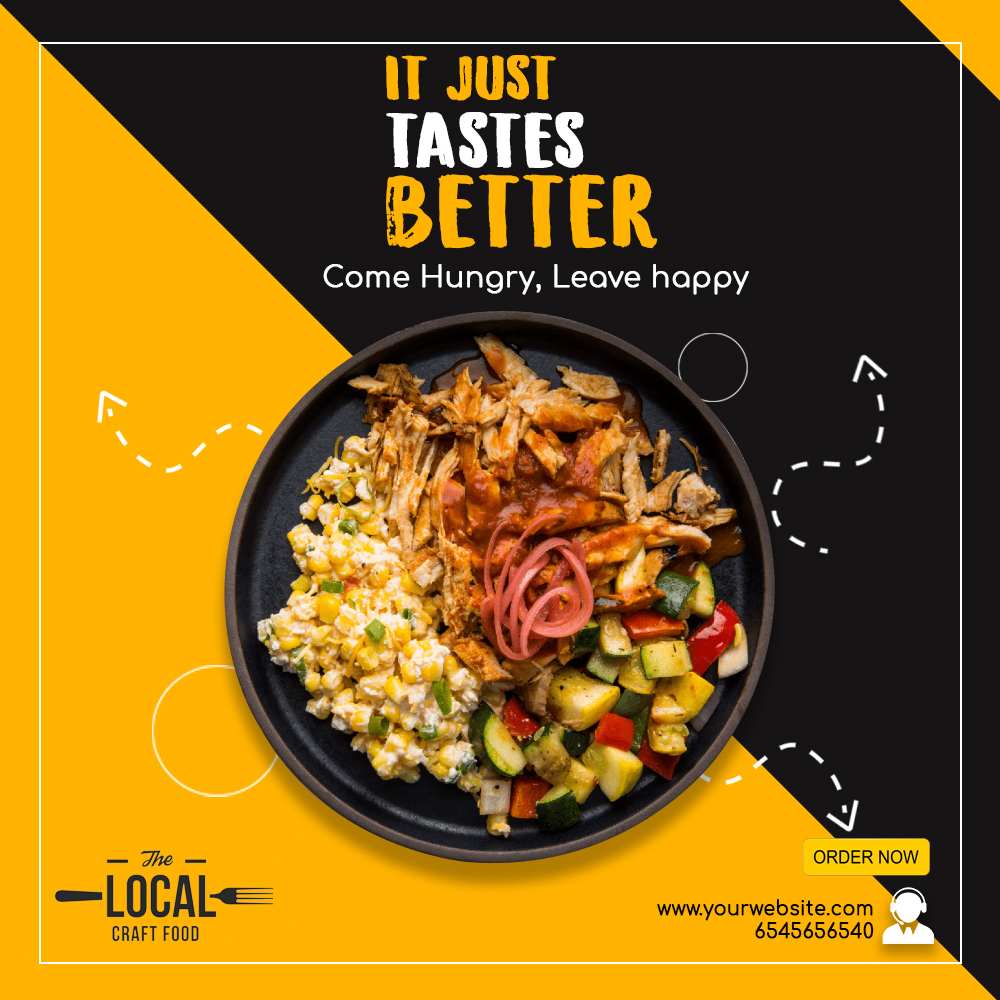 IT JUST
TASTES
BETTER
Come Hungry, Leave happy
ORDER NOW
The
LOCAL
CRAFT FOOD
www.yourwebsite.com
6545656540